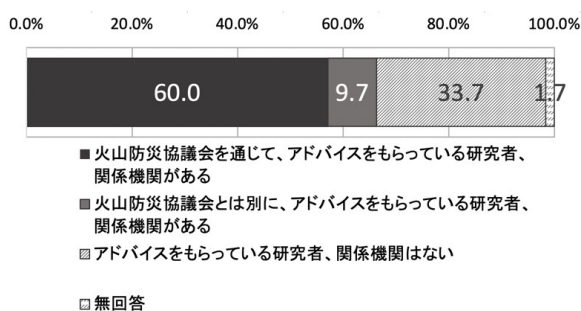 0.0% 20.0% 40.0% 60.0% 80.0% 100.0%
60.0 9.7 33.7 1.7
火山防災協議会を通じて、アドバイスをもらっている研究者、
関係機関がある
火山防災協議会とは別に、アドバイスをもらっている研究者、
関係機関がある
アドバイスをもらっている研究者、関係機関はない
無回答